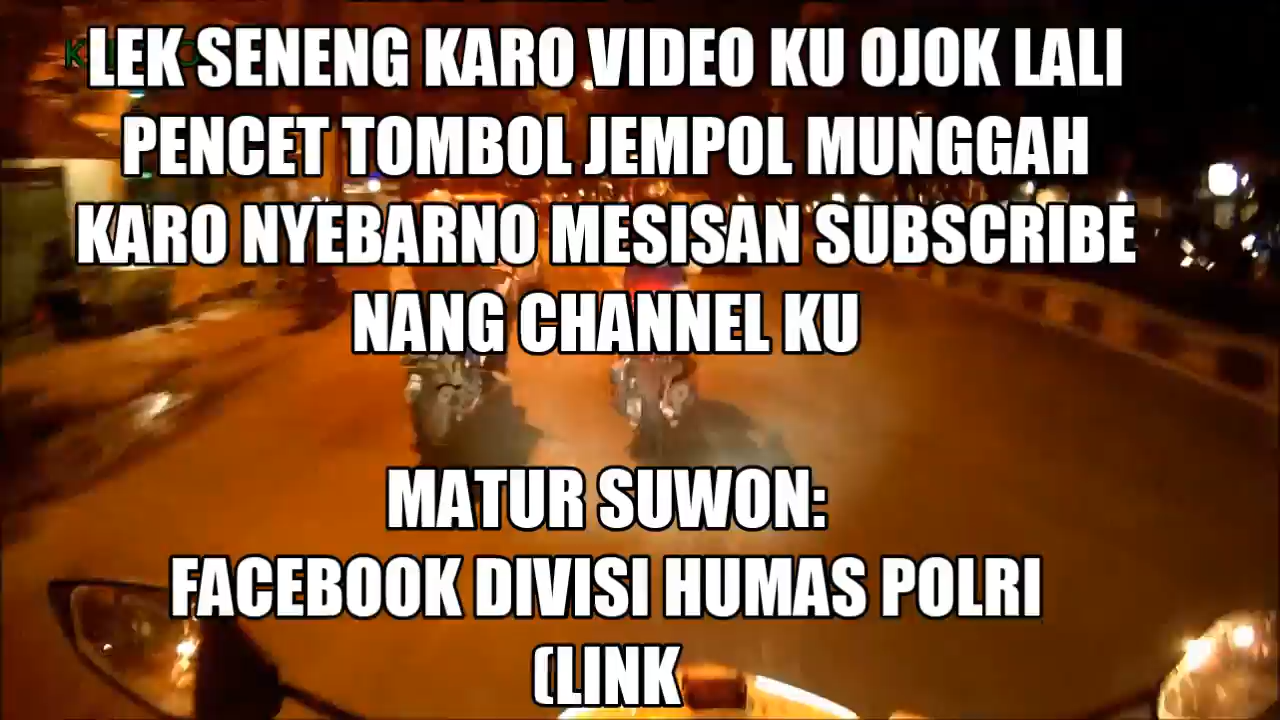 LEK SENENG KARO VIDEO KU OJOK LALI
PENCET TOMBOL JEMPOL MUNGGAH
KARO NYEBARNO MESISAN SUBSCRIBE
NANG CHANNEL KU
MATUR SUWON:
FACEBOOK DIVISI HUMAS POLRI
(LINK